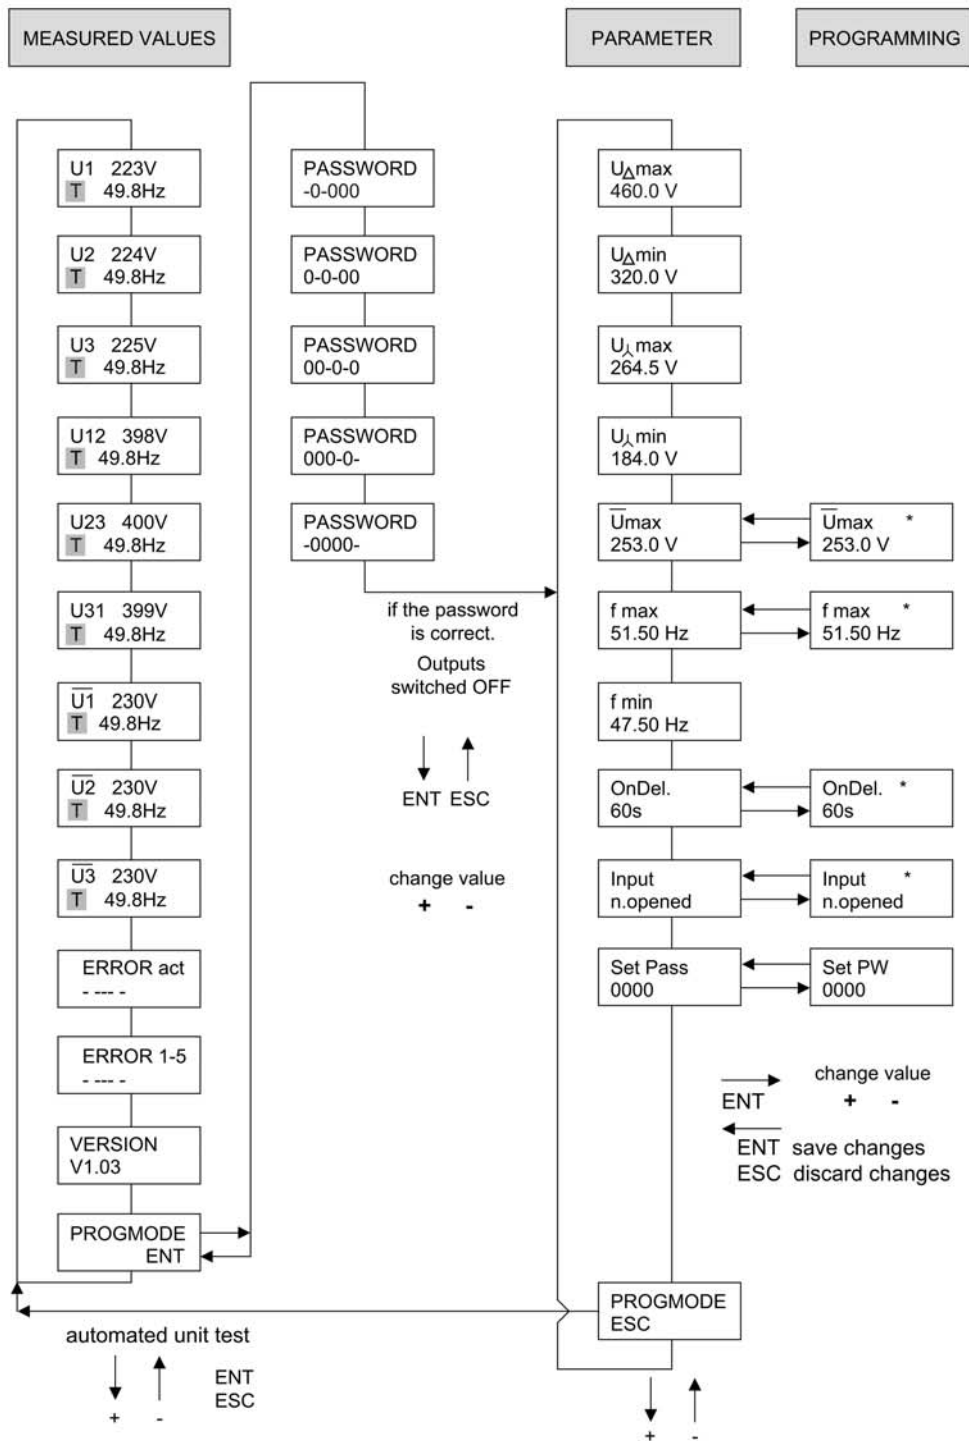 MEASURED VALUES
U1 223V
T 49.8Hz
U2 224V
T 49.8Hz
U3 225V
T 49.8Hz
U12 398V
T 49.8Hz
U23 400V
T 49.8Hz
U31 399V
T 49.8Hz
U̅1̅ 230V
T 49.8Hz
U̅2̅ 230V
T 49.8Hz
U̅3̅ 230V
T 49.8Hz
ERROR act
- --- -
ERROR 1-5
- --- -
VERSION
V1.03
PROGMODE
ENT
automated unit test
+ -
ENT
ESC
PASSWORD
-0-000
PASSWORD
0-0-00
PASSWORD
00-0-0
PASSWORD
000-0-
PASSWORD
-0000-
if the password
is correct.
Outputs
switched OFF
ENT ESC
change value
+ -
PARAMETER
UΔmax
460.0 V
UΔmin
320.0 V
U⅄max
264.5 V
U⅄min
184.0 V
U̅max
253.0 V
f max
51.50 Hz
f min
47.50 Hz
OnDel.
60s
Input
n.opened
Set Pass
0000
PROGMODE
ESC
+ -
PROGRAMMING
U̅max *
253.0 V
f max *
51.50 Hz
OnDel. *
60s
Input *
n.opened
Set PW
0000
ENT
change value
+ -
ENT save changes
ESC discard changes